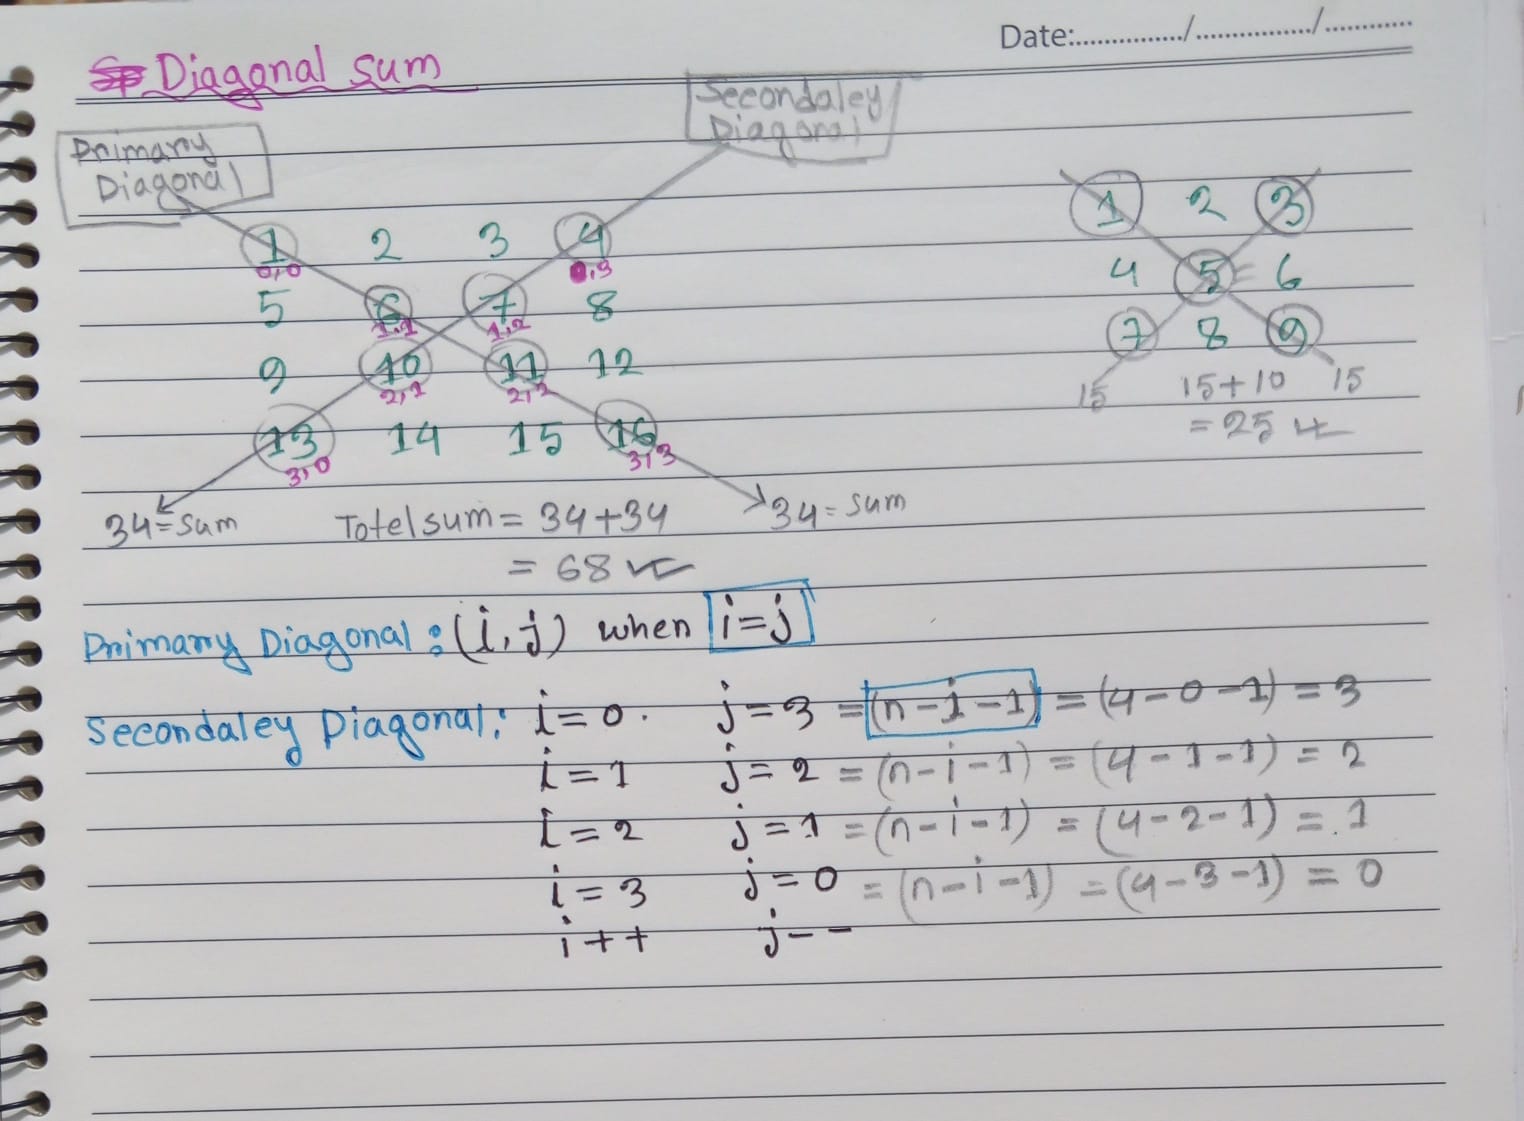 Date:............../................/............
Diagonal sum
Secondaley
Diagonal
Primary
Diagonal
1 2 3 4
0,0 0,3
5 6 7 8
1,1 1,2
9 10 11 12
2,1 2,2
13 14 15 16
3,0 3,3
34=sum Totel sum = 34+34 34=sum
= 68
1 2 3
4 5 6
7 8 9
15 15+10 15
= 25
Primary Diagonal : (i, j) when i=j
Secondaley Diagonal: i=0. j=3 =(n-i-1) = (4-0-1) = 3
i=1 j=2 = (n-i-1) = (4-1-1) = 2
i=2 j=1 = (n-i-1) = (4-2-1) = 1
i=3 j=0 = (n-i-1) = (4-3-1) = 0
i++ j--